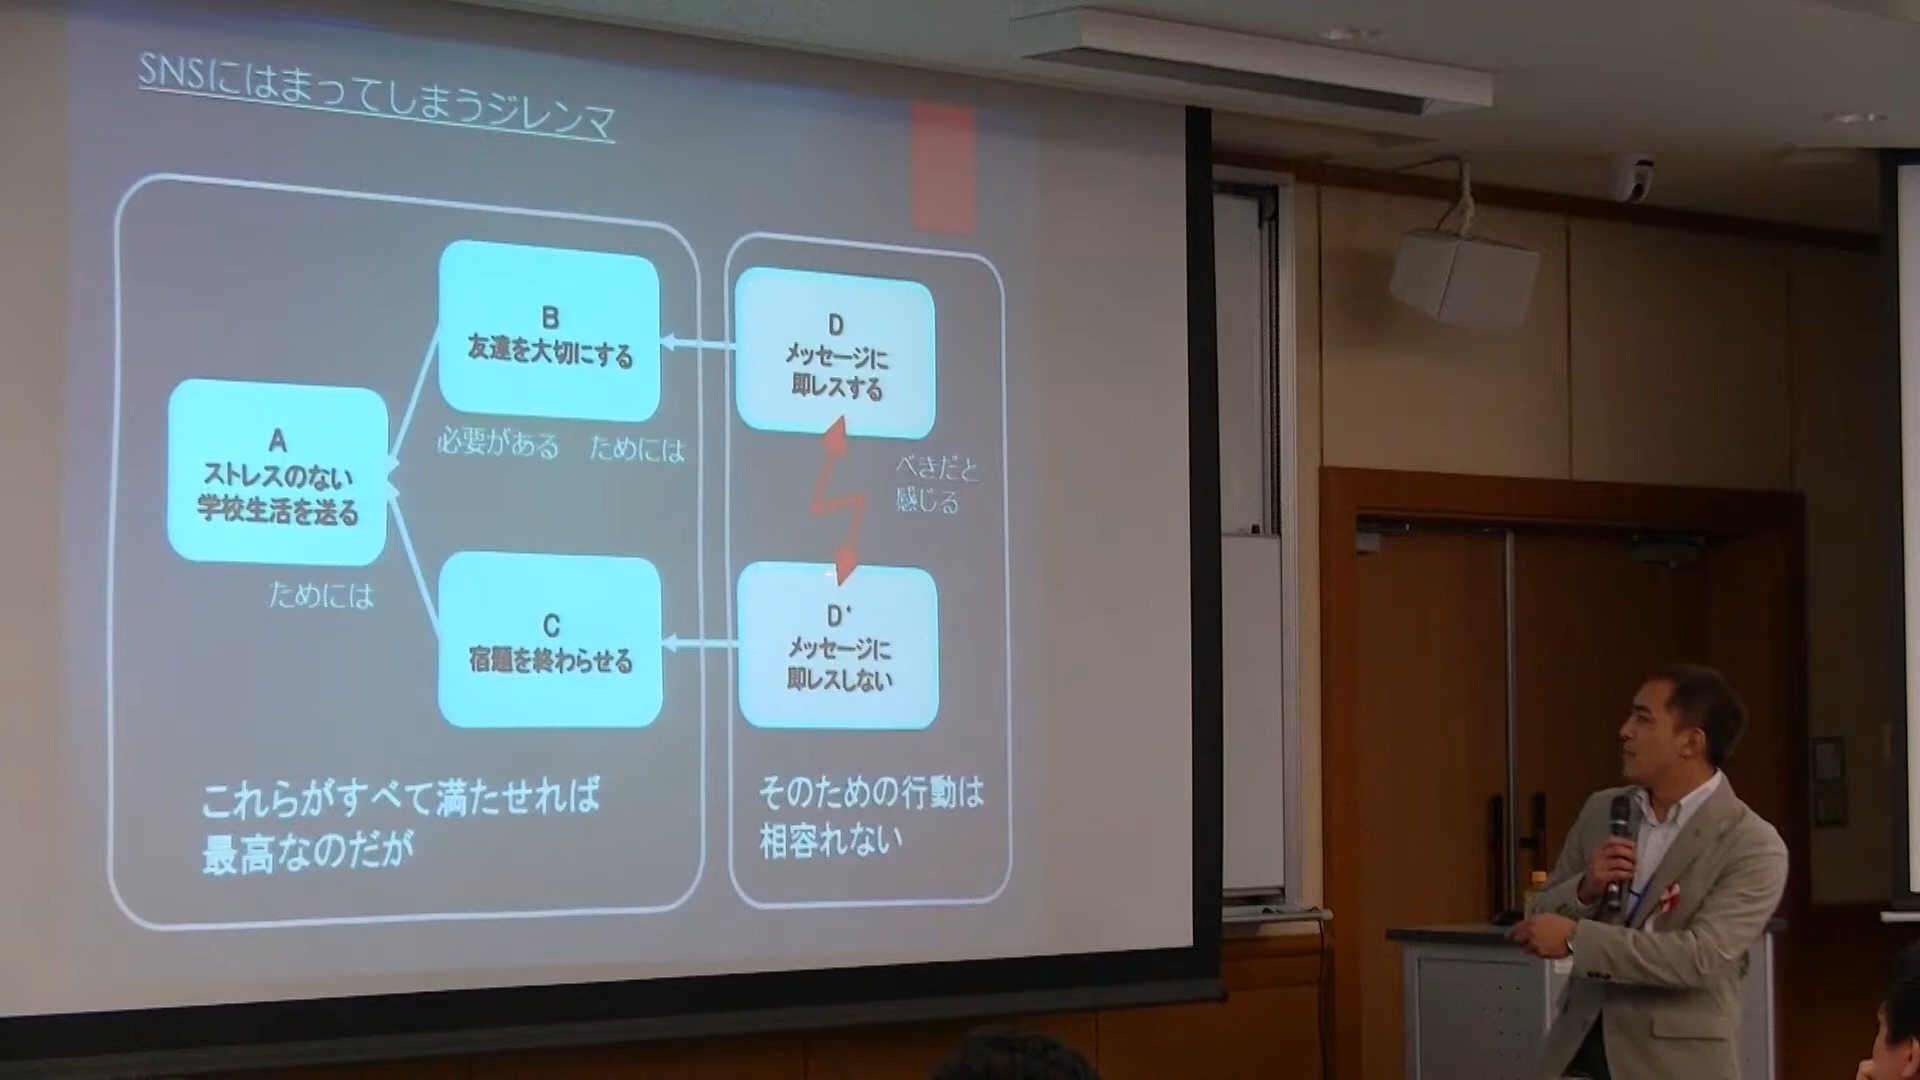 SNSにはまってしまうジレンマ
B
友達を大切にする
D
メッセージに
即レスする
A
ストレスのない
学校生活を送る
必要がある　ためには
べきだと
感じる
ためには
C
宿題を終わらせる
D'
メッセージに
即レスしない
これらがすべて満たせれば
最高なのだが
そのための行動は
相容れない